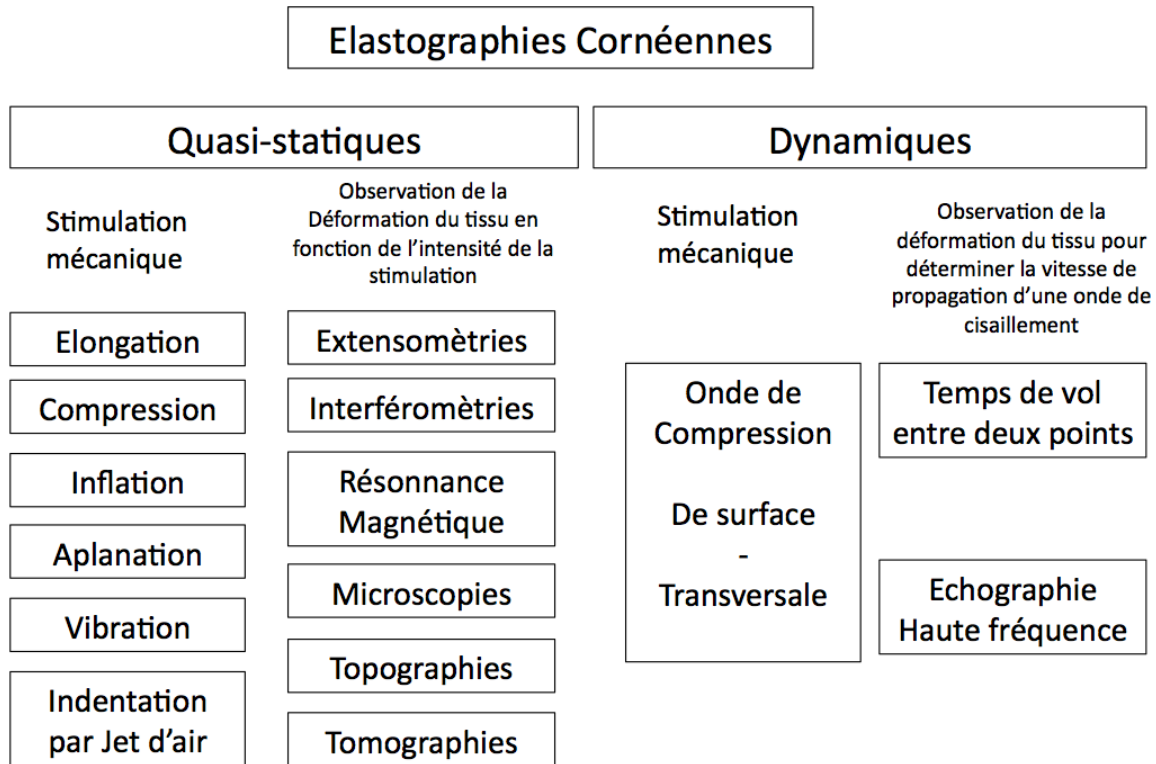 Elastographies Cornéennes
Quasi-statiques
Stimulation
mécanique
Observation de la
Déformation du tissu en
fonction de l'intensité de la
stimulation
Elongation
Compression
Inflation
Aplanation
Vibration
Indentation
par Jet d'air
Extensomètries
Interféromètries
Résonnance
Magnétique
Microscopies
Topographies
Tomographies
Dynamiques
Stimulation
mécanique
Observation de la
déformation du tissu pour
déterminer la vitesse de
propagation d'une onde de
cisaillement
Onde de
Compression
De surface
-
Transversale
Temps de vol
entre deux points
Echographie
Haute fréquence